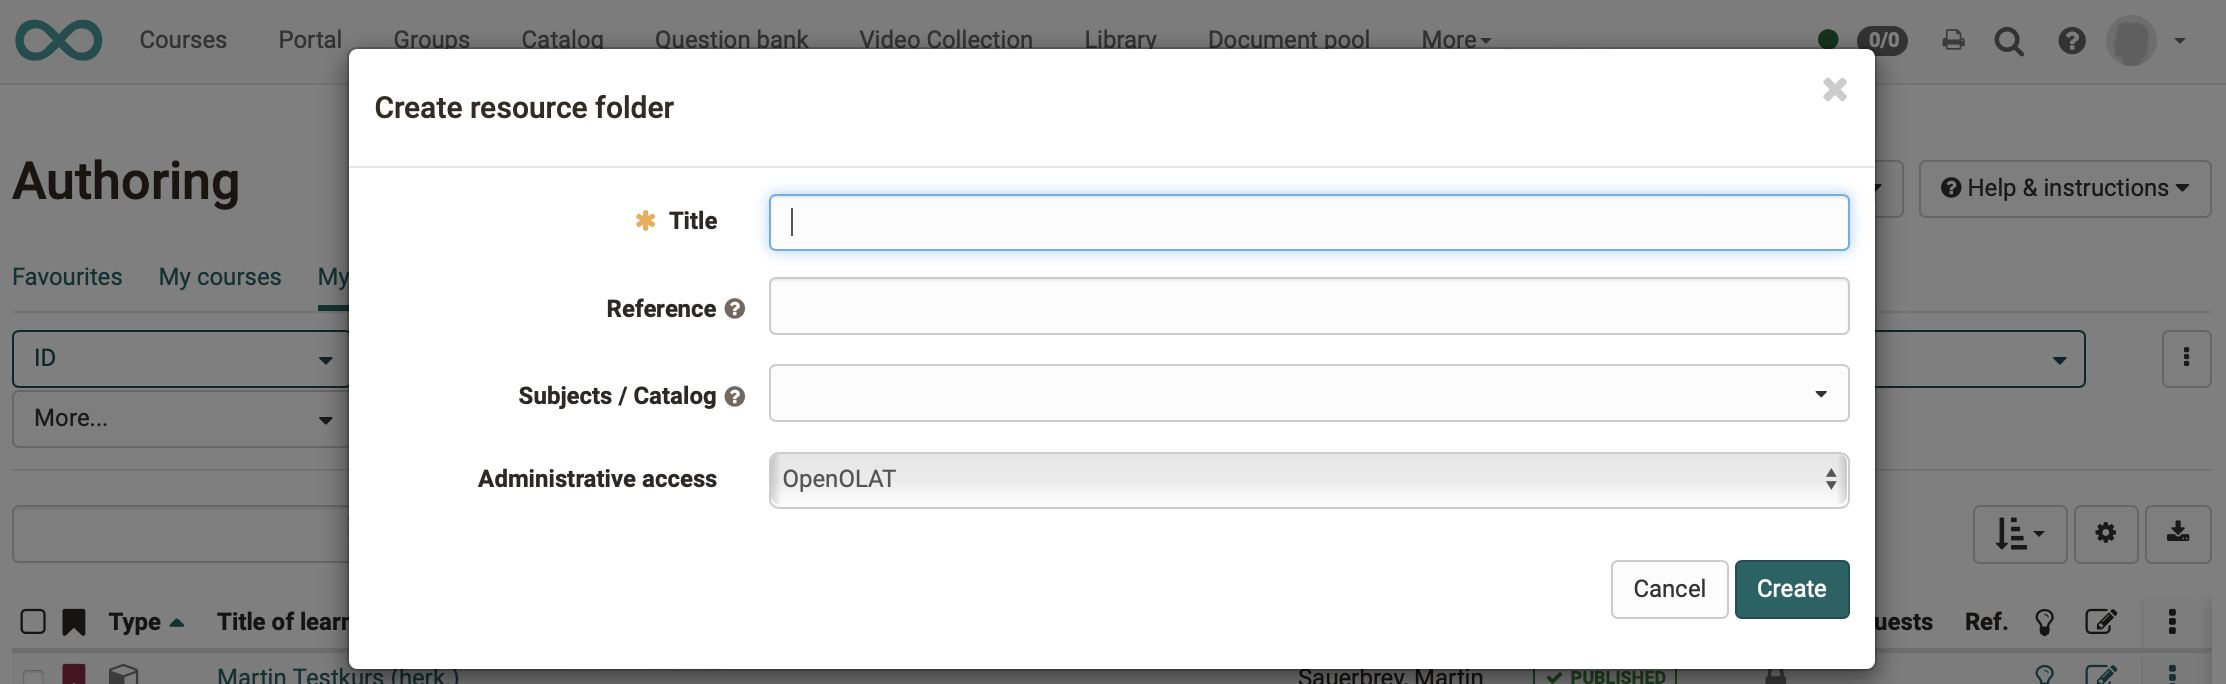 Courses Portal Groups Catalog Question bank Video Collection Library Document pool More 0/0
Create resource folder
Authoring
Help & instructions
Title
Favourites My courses My
Reference
ID
Subjects / Catalog
More...
Administrative access OpenOLAT
Cancel Create
Type Title of learn uests Ref.
Martin Testkurs (herk.) Sauerbrey, Martin PUBLISHED